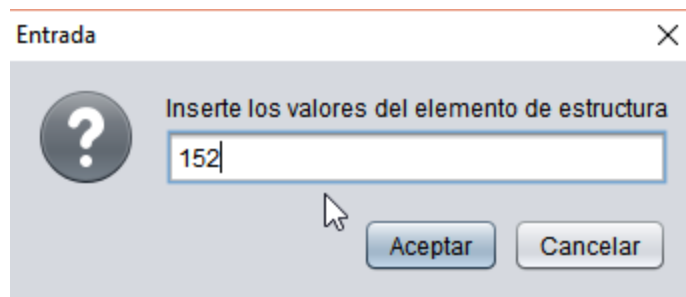 Entrada
Inserte los valores del elemento de estructura
152
Aceptar Cancelar